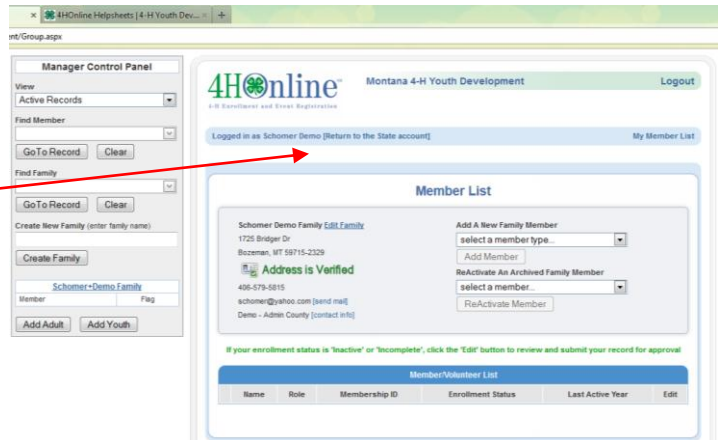 4HOnline Helpsheets | 4-H Youth Dev...
nt/Group.aspx
Manager Control Panel
View
Active Records
Find Member
GoTo Record Clear
Find Family
GoTo Record Clear
Create New Family (enter family name)
Create Family
Schomer+Demo Family
Member Flag
Add Adult Add Youth
4HOnline
4-H Enrollment and Event Registration
Montana 4-H Youth Development Logout
Logged in as Schomer Demo [Return to the State account] My Member List
Member List
Schomer Demo Family Edit Family
1725 Bridger Dr
Bozeman, MT 59715-2329
Address is Verified
406-579-5815
schomer@yahoo.com [send mail]
Demo - Admin County [contact info]
Add A New Family Member
select a member type...
Add Member
ReActivate An Archived Family Member
select a member...
ReActivate Member
If your enrollment status is 'Inactive' or 'Incomplete', click the 'Edit' button to review and submit your record for approval
Member/Volunteer List
Name Role Membership ID Enrollment Status Last Active Year Edit